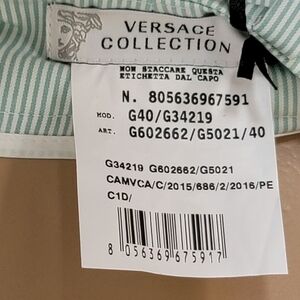 VERSACE
COLLECTION
NON STACCARE QUESTA
ETICHETTA DAL CAPO
N. 805636967591
MOD. G40/G34219
ART. G602662/G5021/40
G34219 G602662/G5021
CAMVCA/C/2015/686/2/2016/PE
C1D/
8 056369 675917